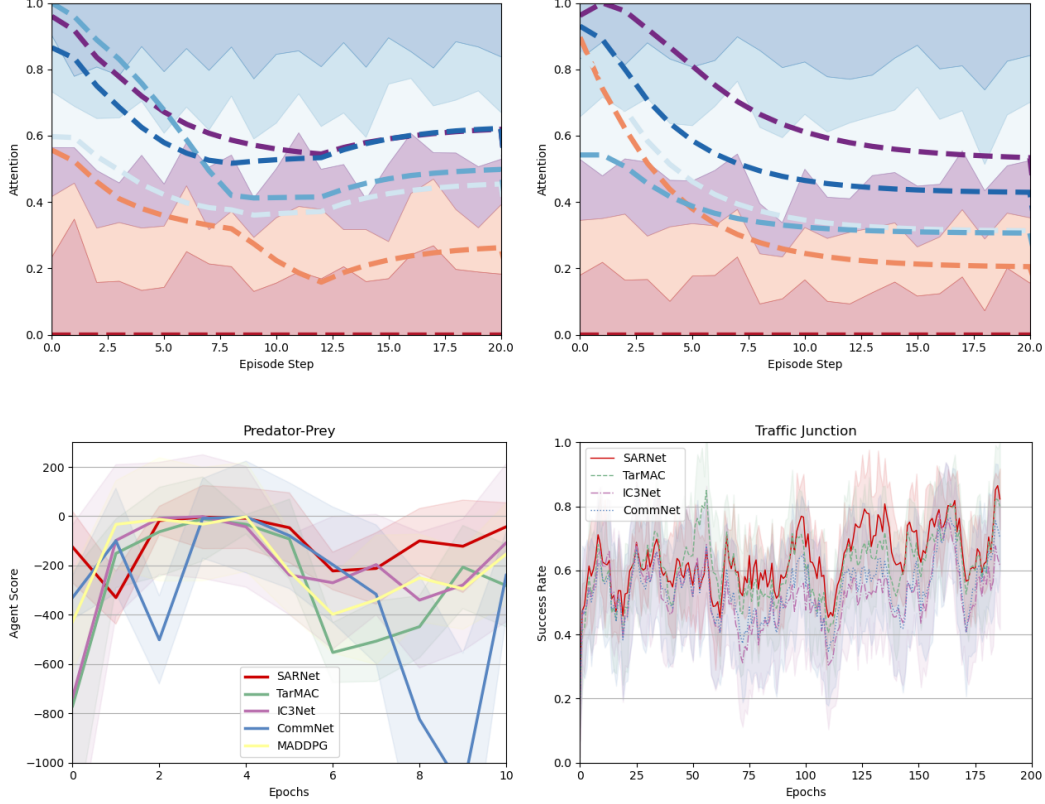 1.0
0.8
0.6
0.4
0.2
0.0
Attention
0.0 2.5 5.0 7.5 10.0 12.5 15.0 17.5 20.0
Episode Step
1.0
0.8
0.6
0.4
0.2
0.0
Attention
0.0 2.5 5.0 7.5 10.0 12.5 15.0 17.5 20.0
Episode Step
Predator-Prey
200
0
−200
−400
−600
−800
−1000
Agent Score
SARNet
TarMAC
IC3Net
CommNet
MADDPG
0 2 4 6 8 10
Epochs
Traffic Junction
1.0
0.8
0.6
0.4
0.2
0.0
Success Rate
SARNet
TarMAC
IC3Net
CommNet
0 25 50 75 100 125 150 175 200
Epochs